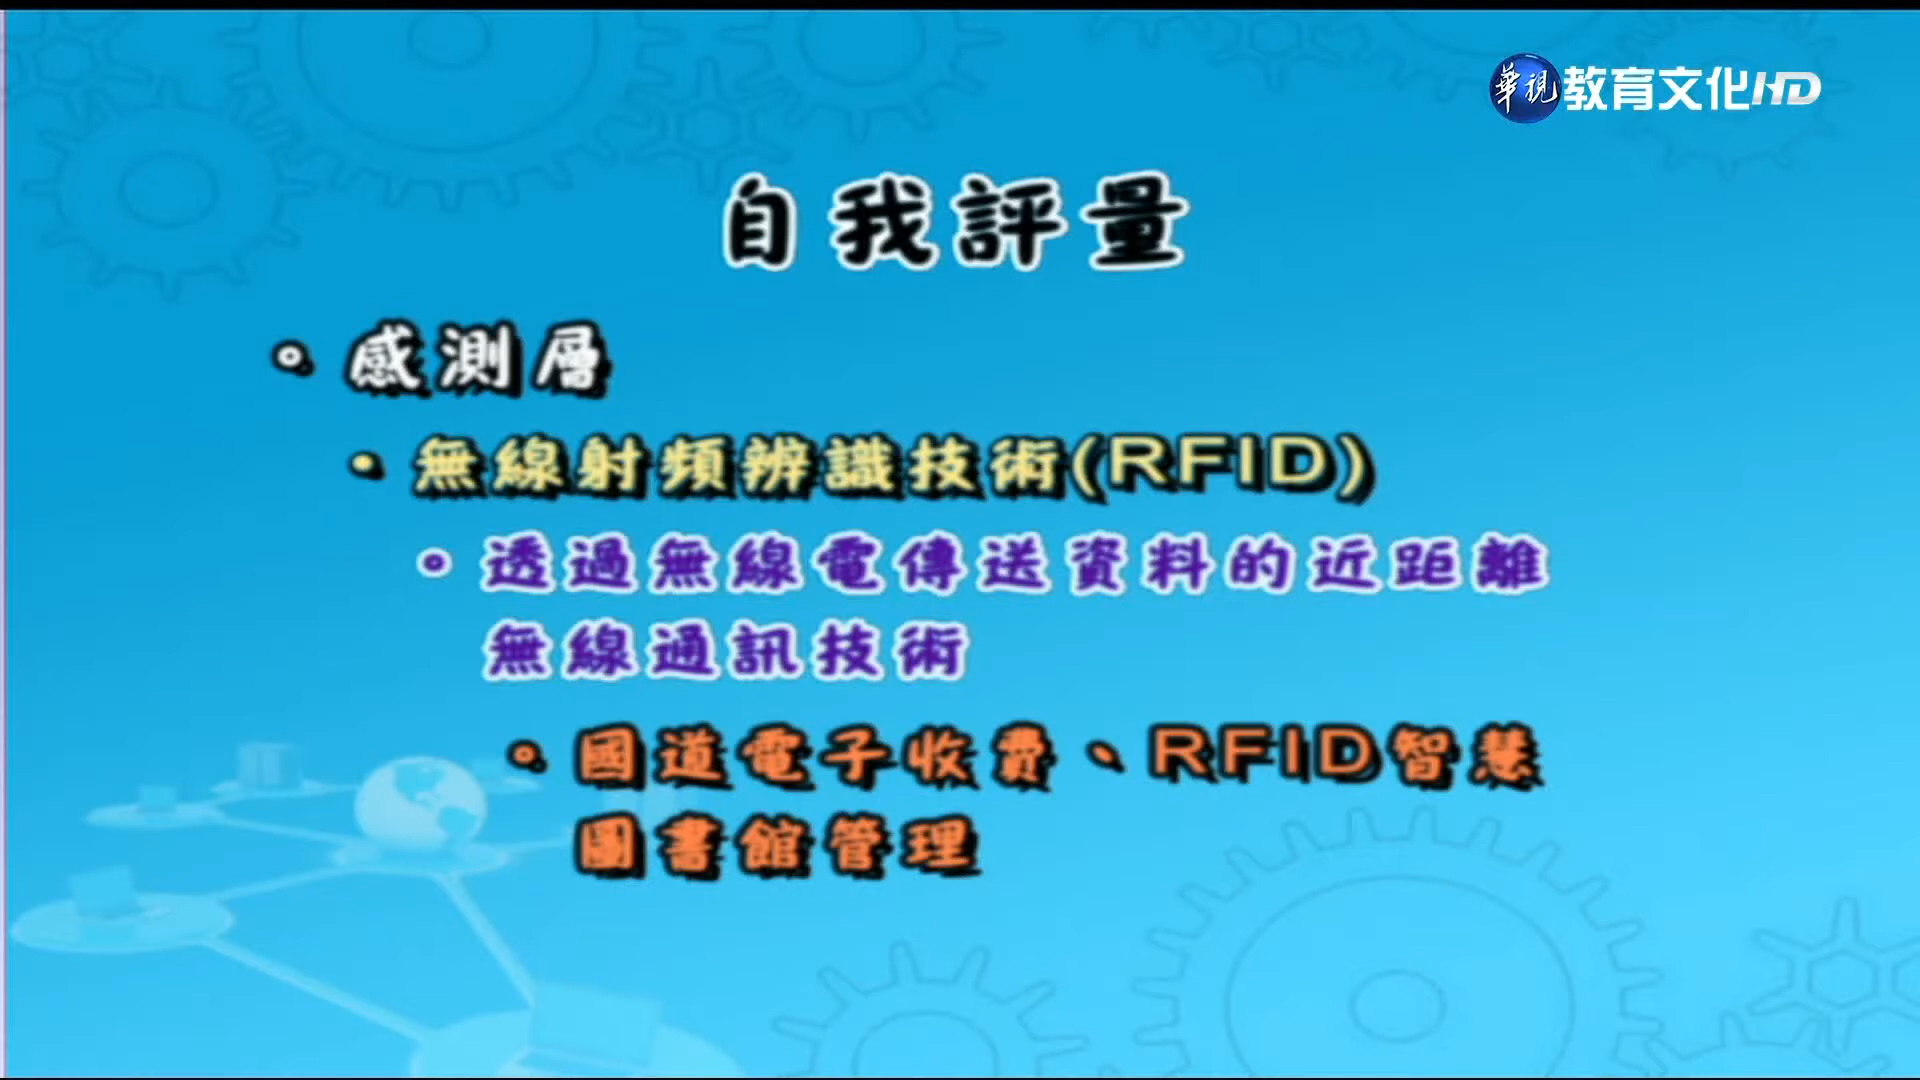 華視教育文化HD
自我評量
• 感測層
• 無線射頻辨識技術(RFID)
• 透過無線電傳送資料的近距離
無線通訊技術
• 國道電子收費、RFID智慧
圖書館管理